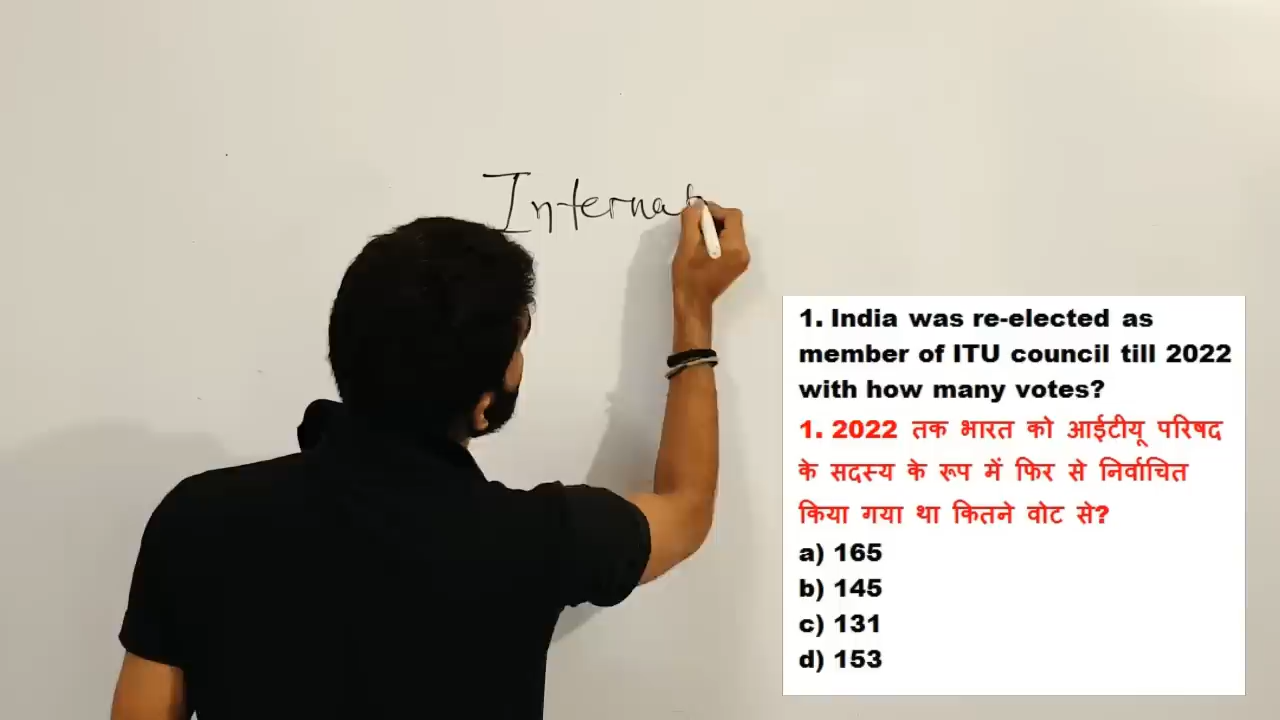 Internat
1. India was re-elected as
member of ITU council till 2022
with how many votes?
1. 2022 तक भारत को आईटीयू परिषद
के सदस्य के रूप में फिर से निर्वाचित
किया गया था कितने वोट से?
a) 165
b) 145
c) 131
d) 153